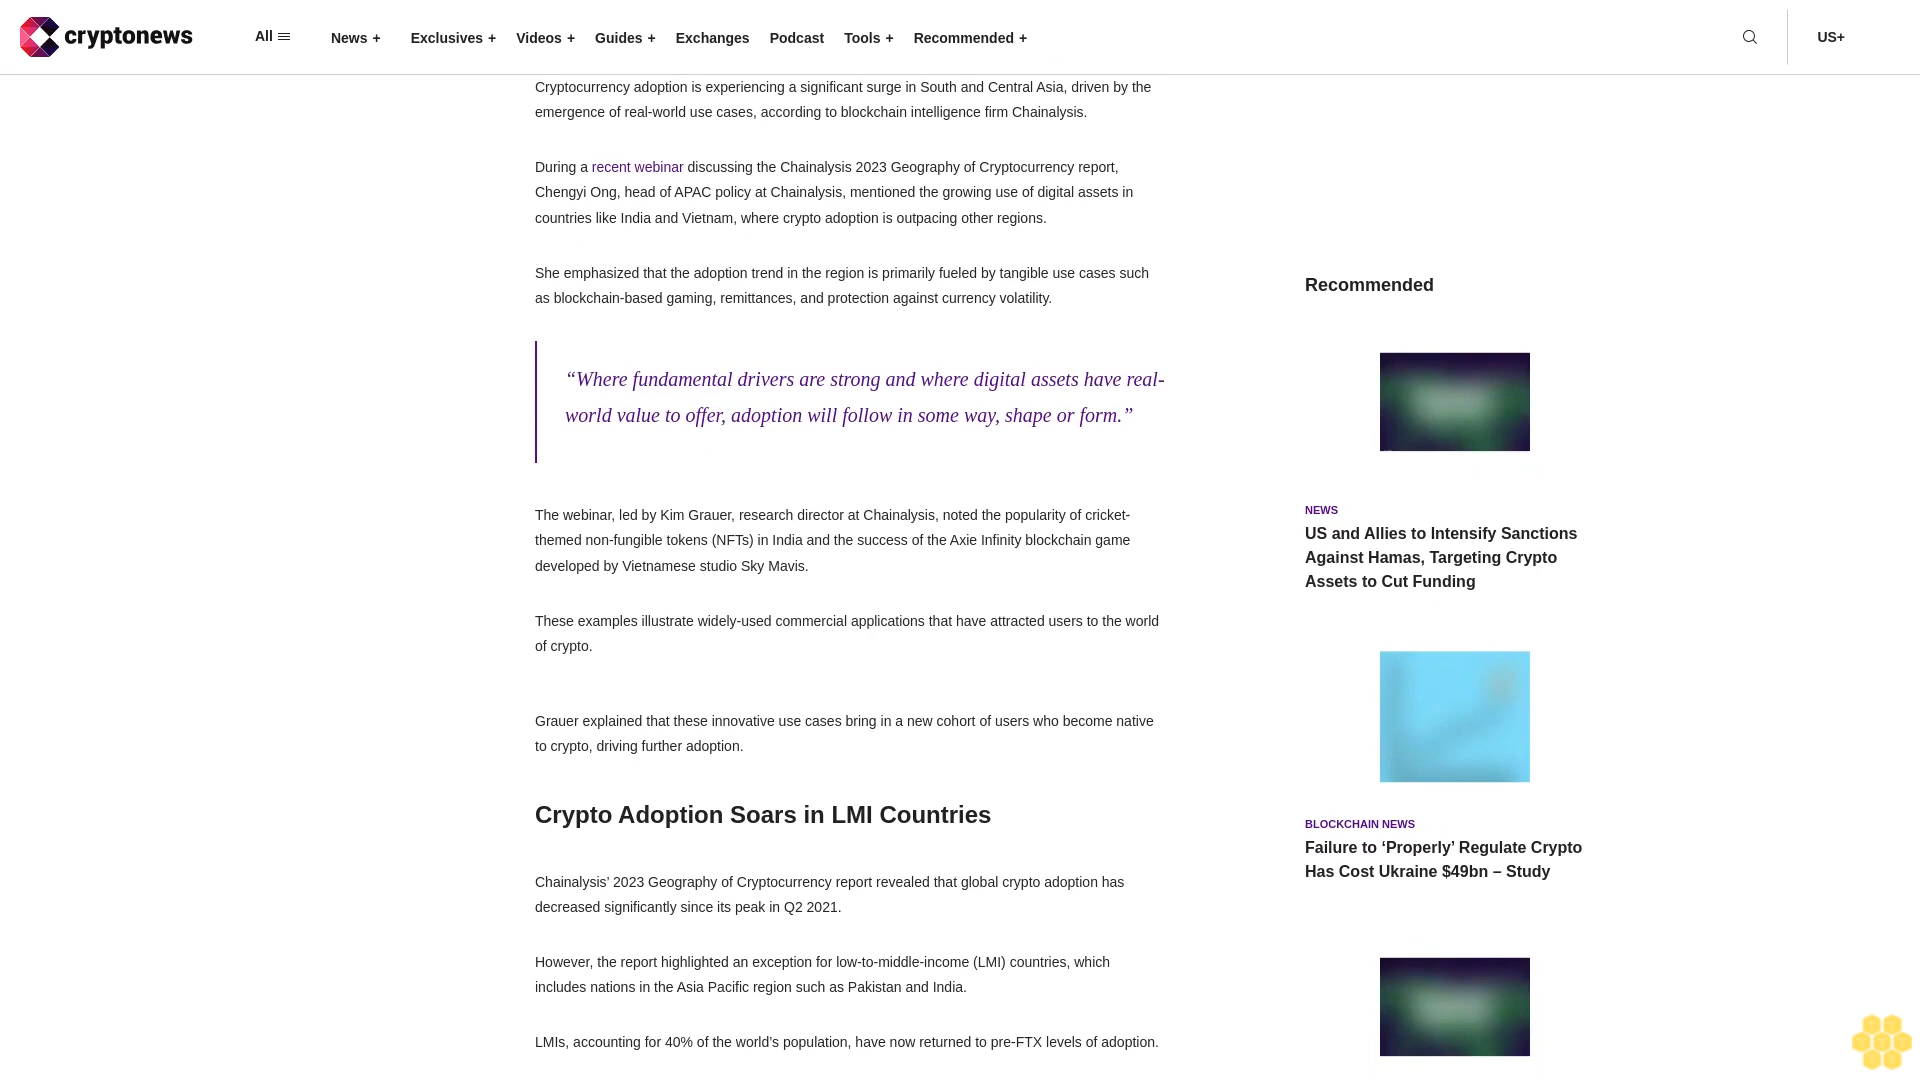 cryptonews
All
News +
Exclusives +
Videos +
Guides +
Exchanges
Podcast
Tools +
Recommended +
US+
Cryptocurrency adoption is experiencing a significant surge in South and Central Asia, driven by the
emergence of real-world use cases, according to blockchain intelligence firm Chainalysis.
During a recent webinar discussing the Chainalysis 2023 Geography of Cryptocurrency report,
Chengyi Ong, head of APAC policy at Chainalysis, mentioned the growing use of digital assets in
countries like India and Vietnam, where crypto adoption is outpacing other regions.
She emphasized that the adoption trend in the region is primarily fueled by tangible use cases such
as blockchain-based gaming, remittances, and protection against currency volatility.
“Where fundamental drivers are strong and where digital assets have real-
world value to offer, adoption will follow in some way, shape or form.”
The webinar, led by Kim Grauer, research director at Chainalysis, noted the popularity of cricket-
themed non-fungible tokens (NFTs) in India and the success of the Axie Infinity blockchain game
developed by Vietnamese studio Sky Mavis.
These examples illustrate widely-used commercial applications that have attracted users to the world
of crypto.
Grauer explained that these innovative use cases bring in a new cohort of users who become native
to crypto, driving further adoption.
Crypto Adoption Soars in LMI Countries
Chainalysis’ 2023 Geography of Cryptocurrency report revealed that global crypto adoption has
decreased significantly since its peak in Q2 2021.
However, the report highlighted an exception for low-to-middle-income (LMI) countries, which
includes nations in the Asia Pacific region such as Pakistan and India.
LMIs, accounting for 40% of the world’s population, have now returned to pre-FTX levels of adoption.
Recommended
NEWS
US and Allies to Intensify Sanctions
Against Hamas, Targeting Crypto
Assets to Cut Funding
BLOCKCHAIN NEWS
Failure to ‘Properly’ Regulate Crypto
Has Cost Ukraine $49bn – Study